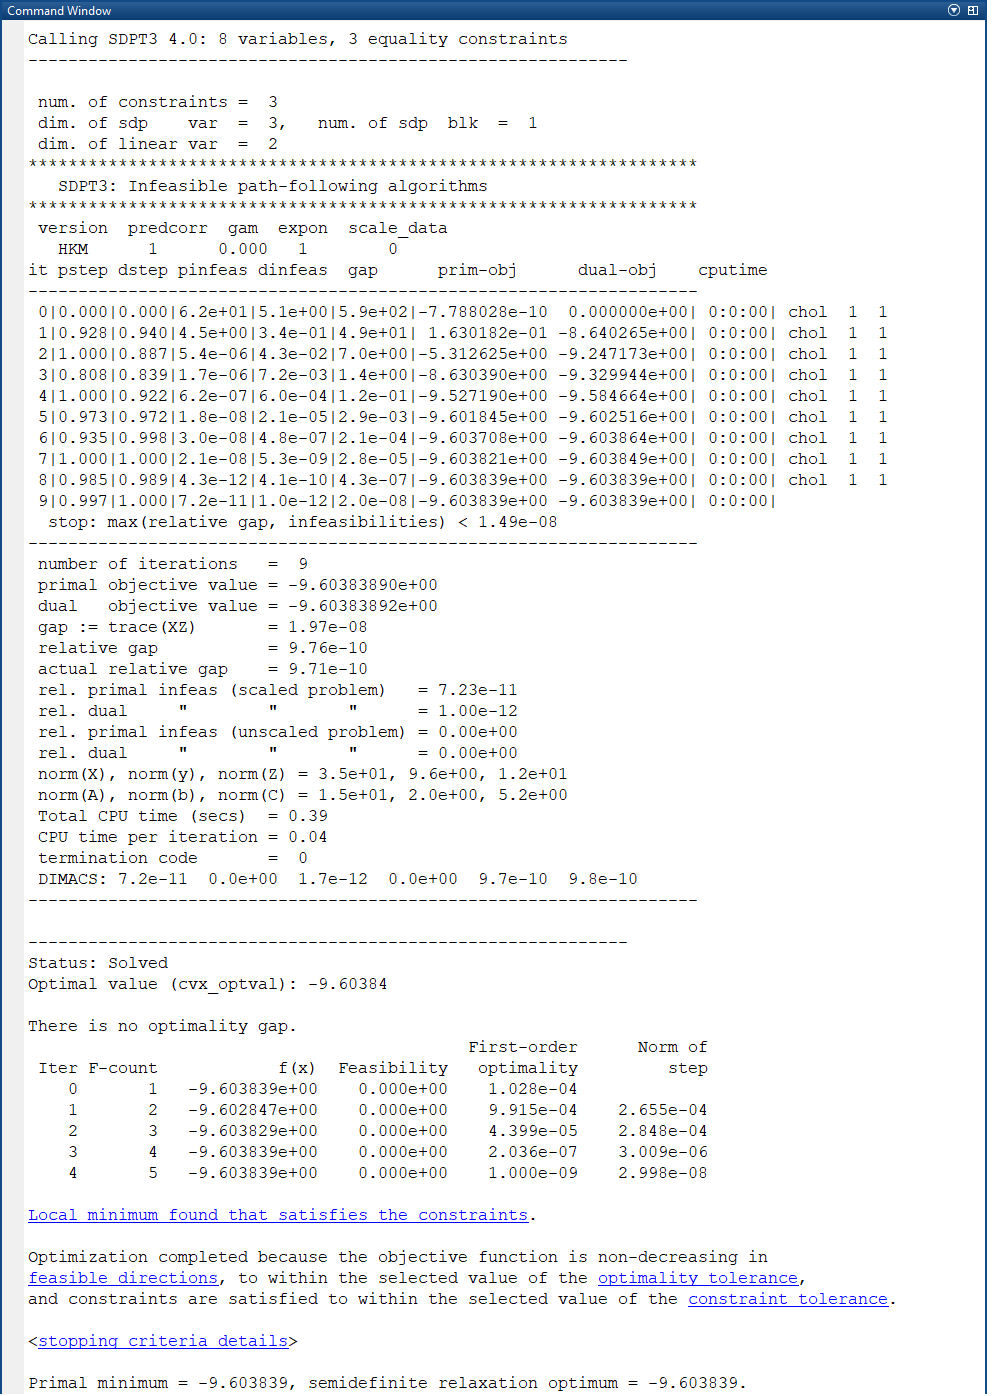 Command Window
Calling SDPT3 4.0: 8 variables, 3 equality constraints
------------------------------------------------------------

 num. of constraints =  3
 dim. of sdp    var  =  3,   num. of sdp  blk  =  1
 dim. of linear var  =  2
*******************************************************************
   SDPT3: Infeasible path-following algorithms
*******************************************************************
 version  predcorr  gam  expon  scale_data
   HKM      1      0.000   1        0
it pstep dstep pinfeas dinfeas  gap      prim-obj      dual-obj    cputime
-------------------------------------------------------------------
 0|0.000|0.000|6.2e+01|5.1e+00|5.9e+02|-7.788028e-10  0.000000e+00| 0:0:00| chol  1  1
 1|0.928|0.940|4.5e+00|3.4e-01|4.9e+01| 1.630182e-01 -8.640265e+00| 0:0:00| chol  1  1
 2|1.000|0.887|5.4e-06|4.3e-02|7.0e+00|-5.312625e+00 -9.247173e+00| 0:0:00| chol  1  1
 3|0.808|0.839|1.7e-06|7.2e-03|1.4e+00|-8.630390e+00 -9.329944e+00| 0:0:00| chol  1  1
 4|1.000|0.922|6.2e-07|6.0e-04|1.2e-01|-9.527190e+00 -9.584664e+00| 0:0:00| chol  1  1
 5|0.973|0.972|1.8e-08|2.1e-05|2.9e-03|-9.601845e+00 -9.602516e+00| 0:0:00| chol  1  1
 6|0.935|0.998|3.0e-08|4.8e-07|2.1e-04|-9.603708e+00 -9.603864e+00| 0:0:00| chol  1  1
 7|1.000|1.000|2.1e-08|5.3e-09|2.8e-05|-9.603821e+00 -9.603849e+00| 0:0:00| chol  1  1
 8|0.985|0.989|4.3e-12|4.1e-10|4.3e-07|-9.603839e+00 -9.603839e+00| 0:0:00| chol  1  1
 9|0.997|1.000|7.2e-11|1.0e-12|2.0e-08|-9.603839e+00 -9.603839e+00| 0:0:00|
  stop: max(relative gap, infeasibilities) < 1.49e-08
-------------------------------------------------------------------
 number of iterations   =  9
 primal objective value = -9.60383890e+00
 dual   objective value = -9.60383892e+00
 gap := trace(XZ)       = 1.97e-08
 relative gap           = 9.76e-10
 actual relative gap    = 9.71e-10
 rel. primal infeas (scaled problem)   = 7.23e-11
 rel. dual     "        "       "      = 1.00e-12
 rel. primal infeas (unscaled problem) = 0.00e+00
 rel. dual     "        "       "      = 0.00e+00
 norm(X), norm(y), norm(Z) = 3.5e+01, 9.6e+00, 1.2e+01
 norm(A), norm(b), norm(C) = 1.5e+01, 2.0e+00, 5.2e+00
 Total CPU time (secs)  = 0.39
 CPU time per iteration = 0.04
 termination code       =  0
 DIMACS: 7.2e-11  0.0e+00  1.7e-12  0.0e+00  9.7e-10  9.8e-10
-------------------------------------------------------------------

------------------------------------------------------------
Status: Solved
Optimal value (cvx_optval): -9.60384

There is no optimality gap.
                                            First-order      Norm of
 Iter F-count            f(x)  Feasibility   optimality         step
    0       1   -9.603839e+00    0.000e+00    1.028e-04
    1       2   -9.602847e+00    0.000e+00    9.915e-04    2.655e-04
    2       3   -9.603829e+00    0.000e+00    4.399e-05    2.848e-04
    3       4   -9.603839e+00    0.000e+00    2.036e-07    3.009e-06
    4       5   -9.603839e+00    0.000e+00    1.000e-09    2.998e-08

Local minimum found that satisfies the constraints.

Optimization completed because the objective function is non-decreasing in
feasible directions, to within the selected value of the optimality tolerance,
and constraints are satisfied to within the selected value of the constraint tolerance.

<stopping criteria details>

Primal minimum = -9.603839, semidefinite relaxation optimum = -9.603839.